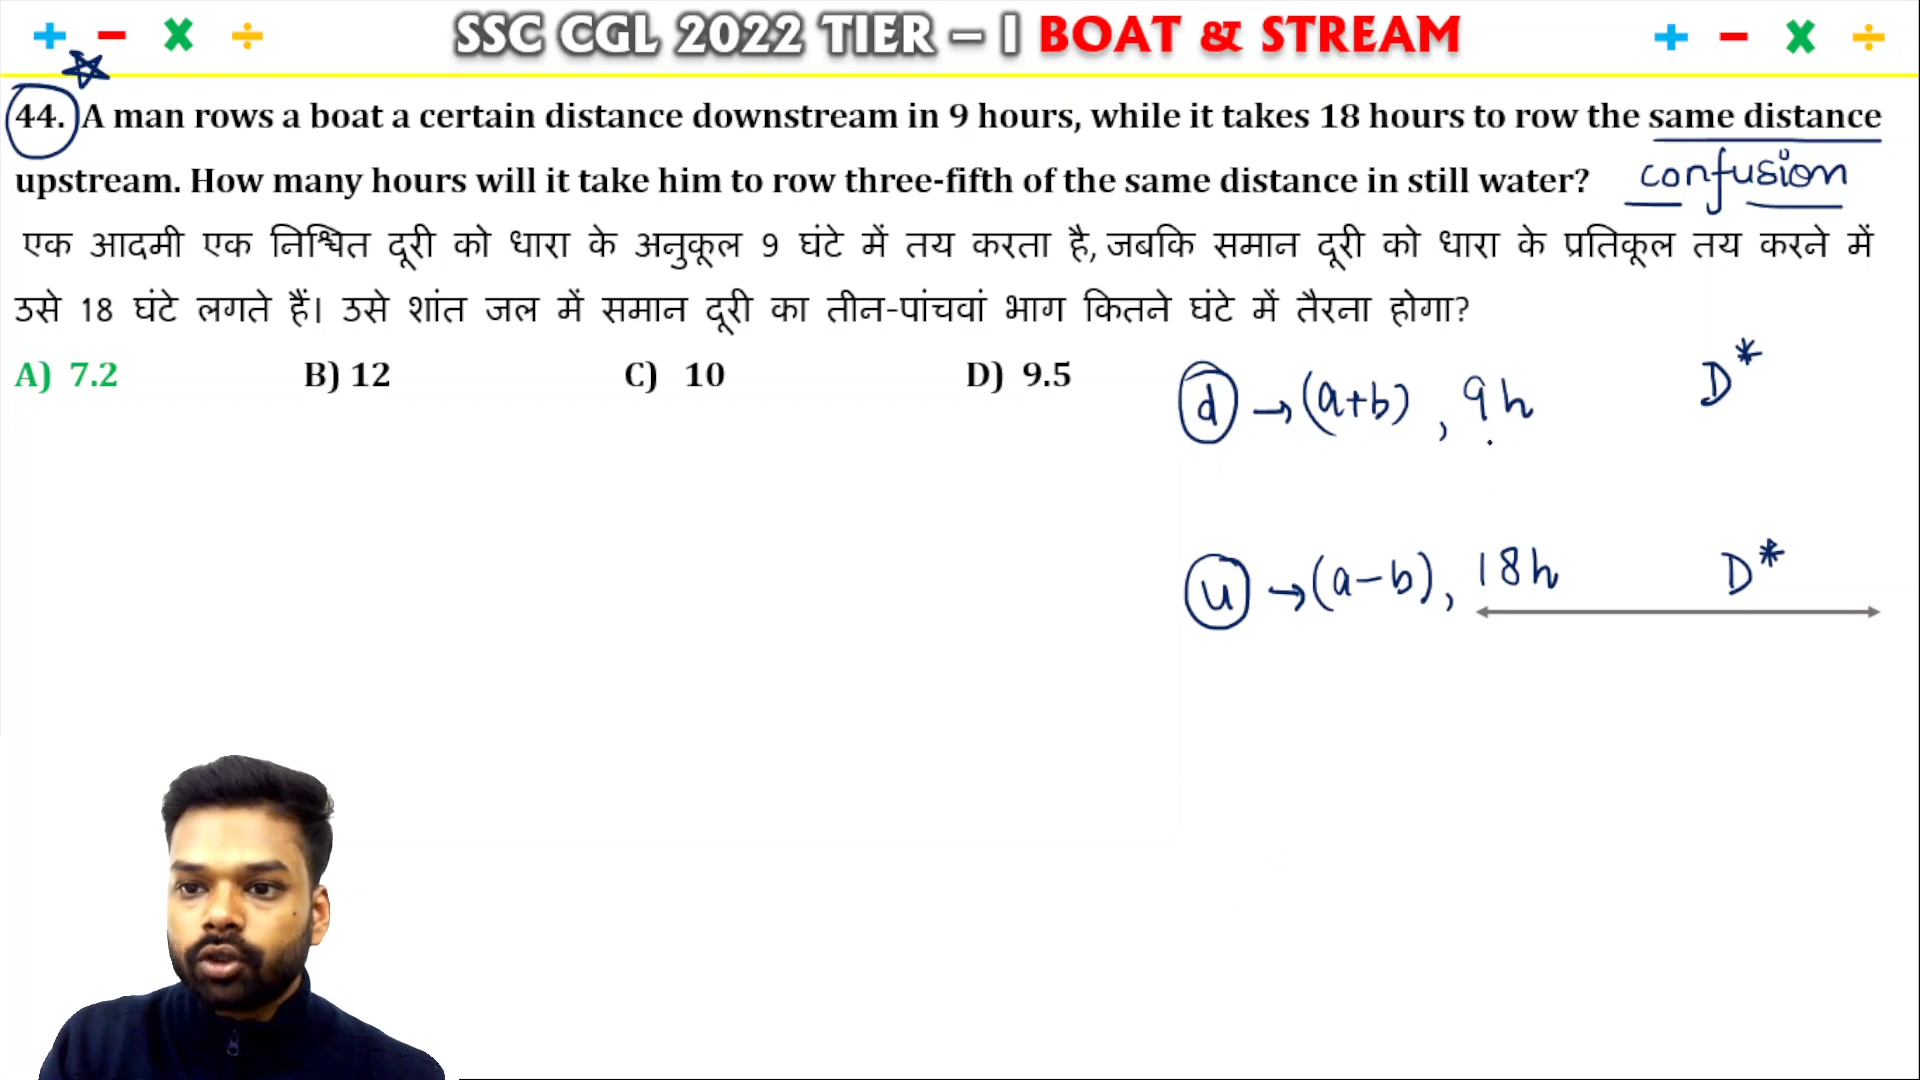 + - × ÷ SSC CGL 2022 TIER – I BOAT & STREAM + - × ÷
44. A man rows a boat a certain distance downstream in 9 hours, while it takes 18 hours to row the same distance
upstream. How many hours will it take him to row three-fifth of the same distance in still water? confusion
एक आदमी एक निश्चित दूरी को धारा के अनुकूल 9 घंटे में तय करता है, जबकि समान दूरी को धारा के प्रतिकूल तय करने में
उसे 18 घंटे लगते हैं। उसे शांत जल में समान दूरी का तीन-पांचवां भाग कितने घंटे में तैरना होगा?
A) 7.2 B) 12 C) 10 D) 9.5
d → (a+b) , 9h D*
u → (a-b), 18h D*